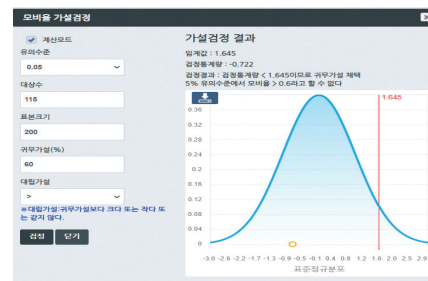 모비율 가설검정
계산모드
유의수준
0.05
대상수
115
표본크기
200
귀무가설(%)
60
대립가설
>
※대립가설:귀무가설보다 크다 또는 작다 또
는 같지 않다.
검정 닫기
가설검정 결과
임계값 : 1.645
검정통계량 : -0.722
검정결과 : 검정통계량 < 1.645이므로 귀무가설 채택
5% 유의수준에서 모비율 > 0.6라고 할 수 없다
1.645
0.36
0.32
0.28
0.24
0.2
0.16
0.12
0.08
0.04
0
-3.0 -2.6 -2.2 -1.7 -1.3 -0.9 -0.5 -0.1 0.4 0.8 1.2 1.6 2.0 2.5 2.9
표준정규분포